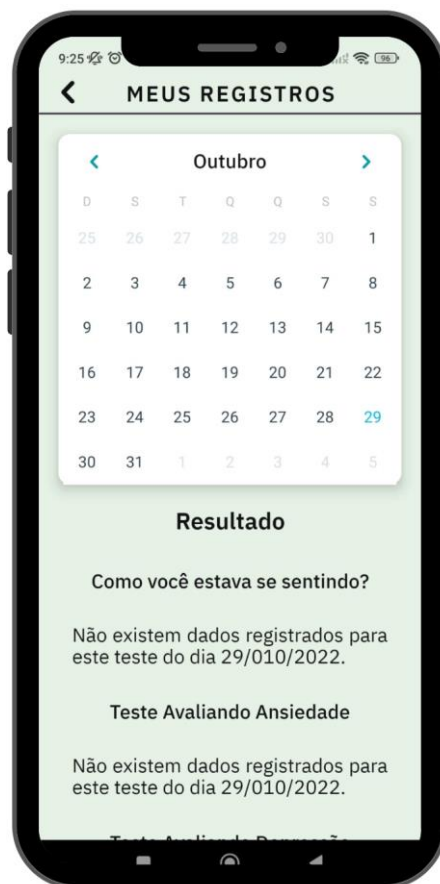 9:25
96
MEUS REGISTROS
Outubro
D S T Q Q S S
25 26 27 28 29 30 1
2 3 4 5 6 7 8
9 10 11 12 13 14 15
16 17 18 19 20 21 22
23 24 25 26 27 28 29
30 31 1 2 3 4 5
Resultado
Como você estava se sentindo?
Não existem dados registrados para
este teste do dia 29/010/2022.
Teste Avaliando Ansiedade
Não existem dados registrados para
este teste do dia 29/010/2022.
Teste Avaliando Depressão